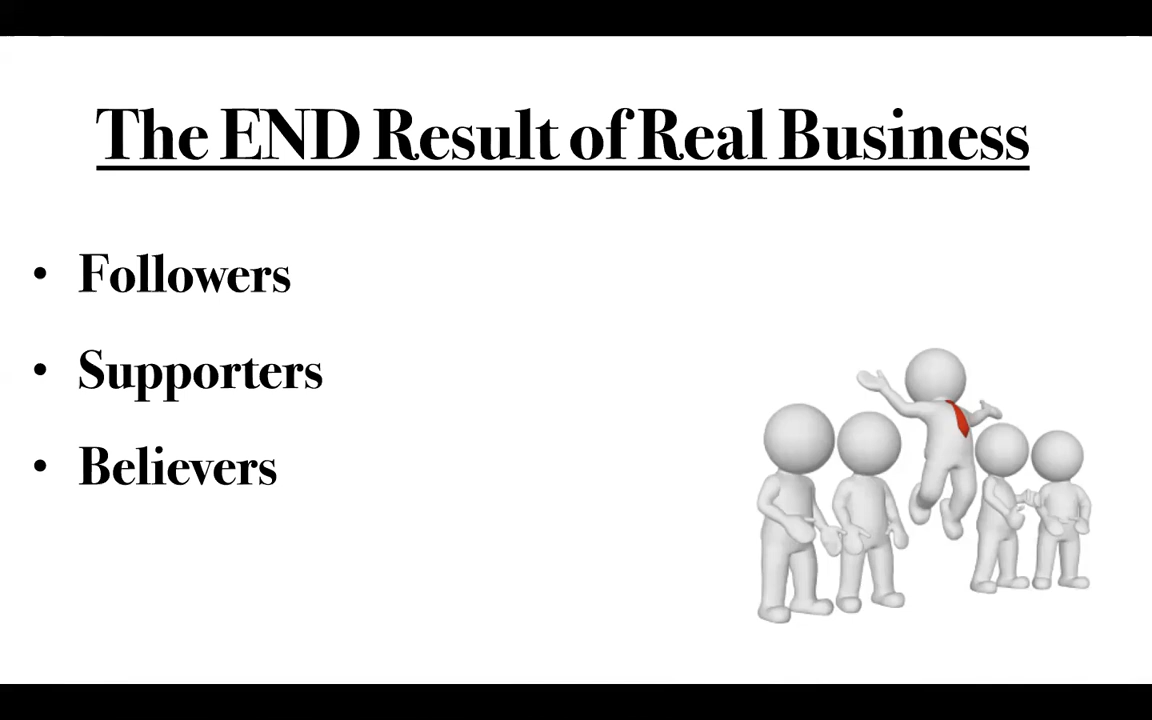 The END Result of Real Business
• Followers
• Supporters
• Believers